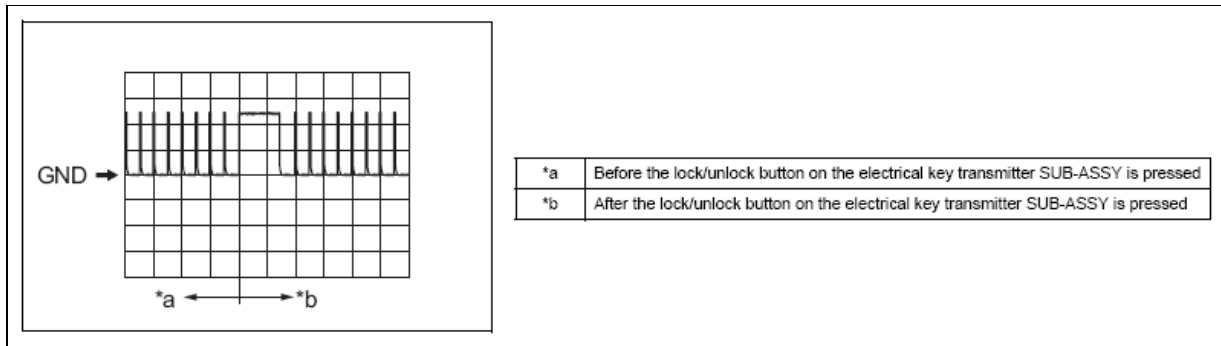 GND
*a
*b
*a Before the lock/unlock button on the electrical key transmitter SUB-ASSY is pressed
*b After the lock/unlock button on the electrical key transmitter SUB-ASSY is pressed